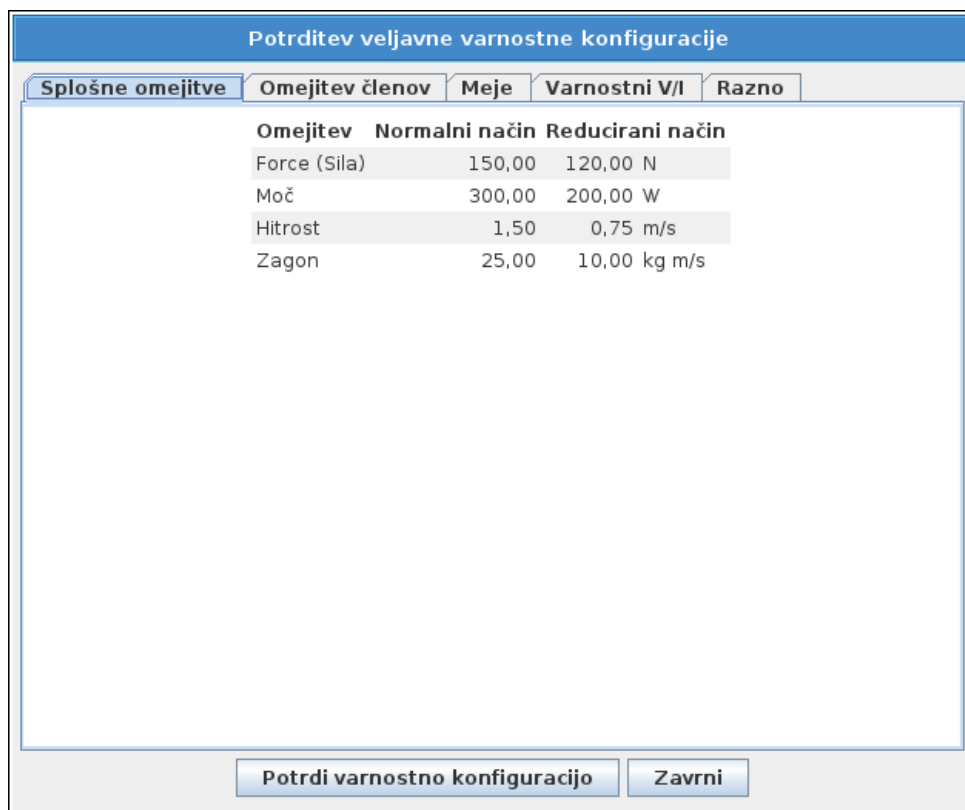 Potrditev veljavne varnostne konfiguracije
Splošne omejitve Omejitev členov Meje Varnostni V/I Razno
Omejitev Normalni način Reducirani način
Force (Sila) 150,00 120,00 N
Moč 300,00 200,00 W
Hitrost 1,50 0,75 m/s
Zagon 25,00 10,00 kg m/s
Potrdi varnostno konfiguracijo Zavrni